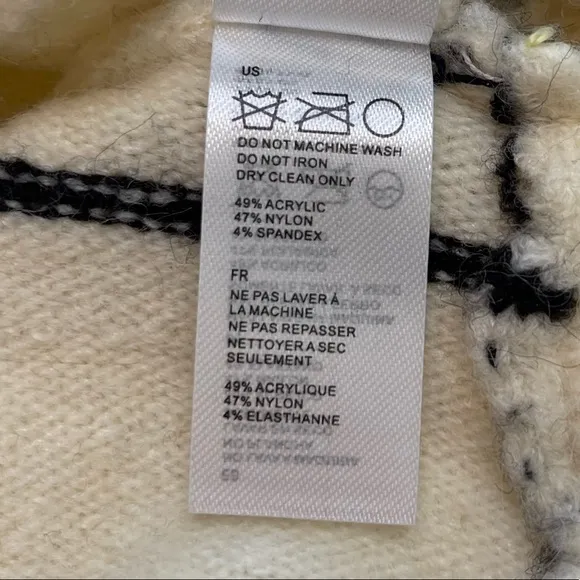 US
DO NOT MACHINE WASH
DO NOT IRON
DRY CLEAN ONLY
49% ACRYLIC
47% NYLON
4% SPANDEX
FR
NE PAS LAVER À
LA MACHINE
NE PAS REPASSER
NETTOYER A SEC
SEULEMENT
49% ACRYLIQUE
47% NYLON
4% ELASTHANNE